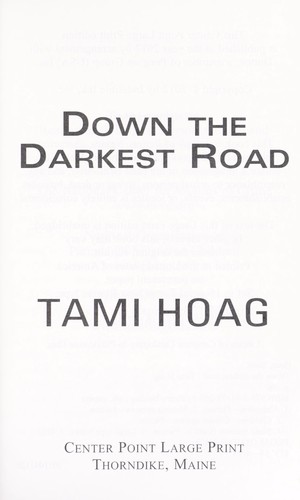 DOWN THE
DARKEST ROAD
TAMI HOAG
CENTER POINT LARGE PRINT
THORNDIKE, MAINE